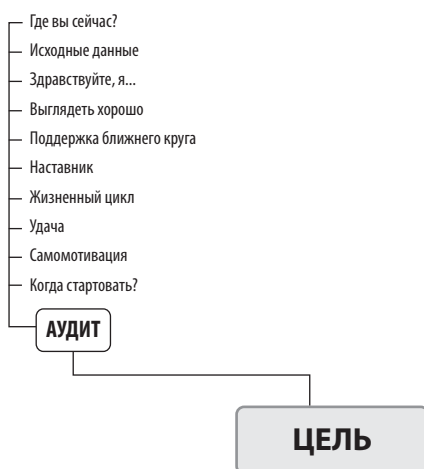 Где вы сейчас?
Исходные данные
Здравствуйте, я...
Выглядеть хорошо
Поддержка ближнего круга
Наставник
Жизненный цикл
Удача
Самомотивация
Когда стартовать?
АУДИТ
ЦЕЛЬ